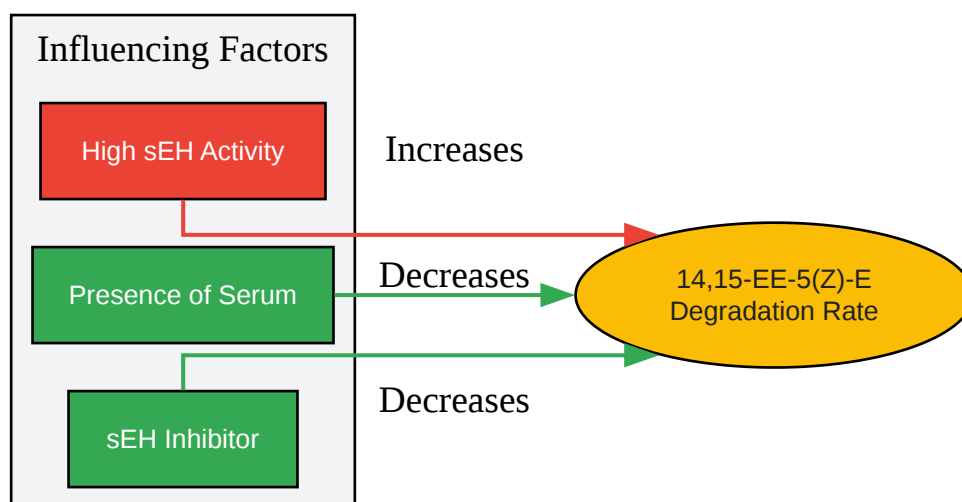 Influencing Factors
High sEH Activity
Increases
Presence of Serum
Decreases
14,15-EE-5(Z)-E
Degradation Rate
sEH Inhibitor
Decreases